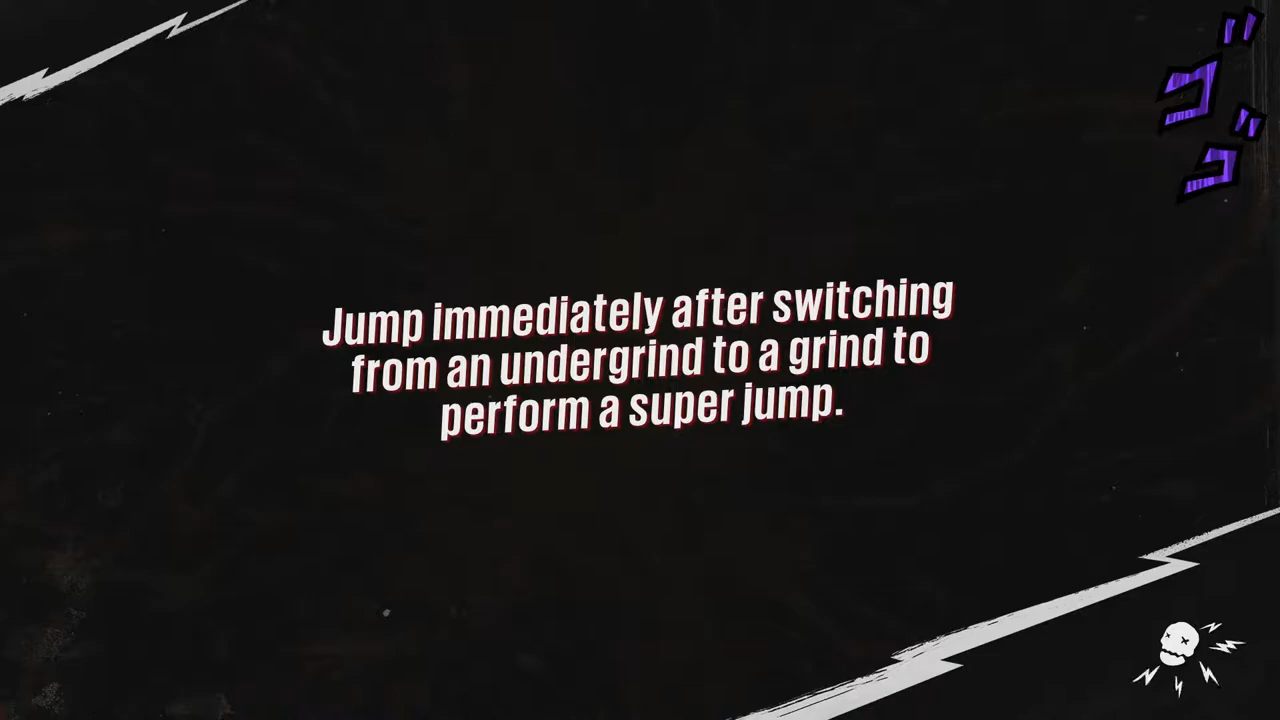 ゴ
ゴ
Jump immediately after switching
from an undergrind to a grind to
perform a super jump.